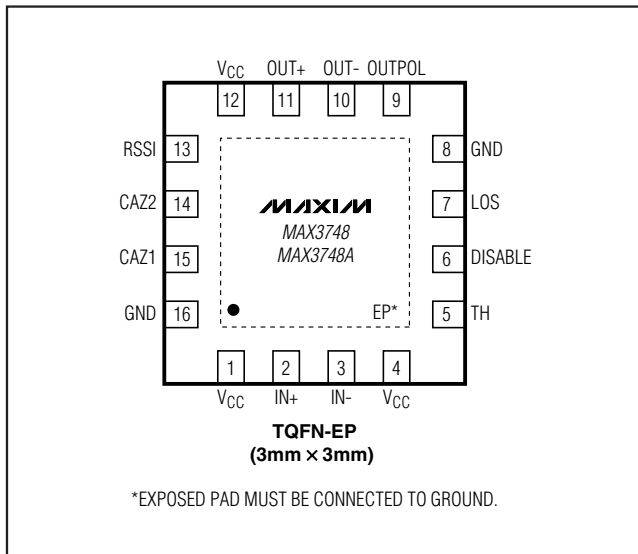 VCC OUT+ OUT- OUTPOL
12 11 10 9
RSSI 13 8 GND
CAZ2 14 7 LOS
CAZ1 15 6 DISABLE
GND 16 5 TH
MAXIM
MAX3748
MAX3748A
EP*
1 2 3 4
VCC IN+ IN- VCC
TQFN-EP
(3mm × 3mm)
*EXPOSED PAD MUST BE CONNECTED TO GROUND.